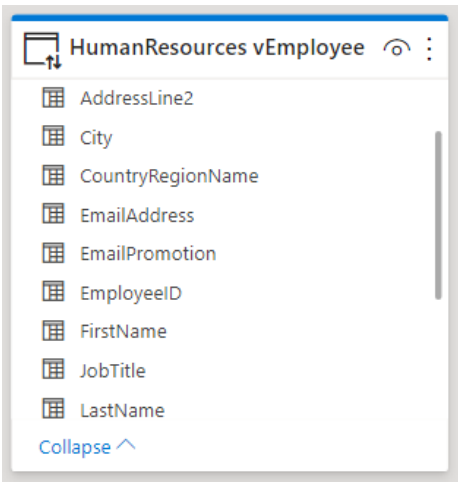 HumanResources vEmployee
AddressLine2
City
CountryRegionName
EmailAddress
EmailPromotion
EmployeeID
FirstName
JobTitle
LastName
Collapse